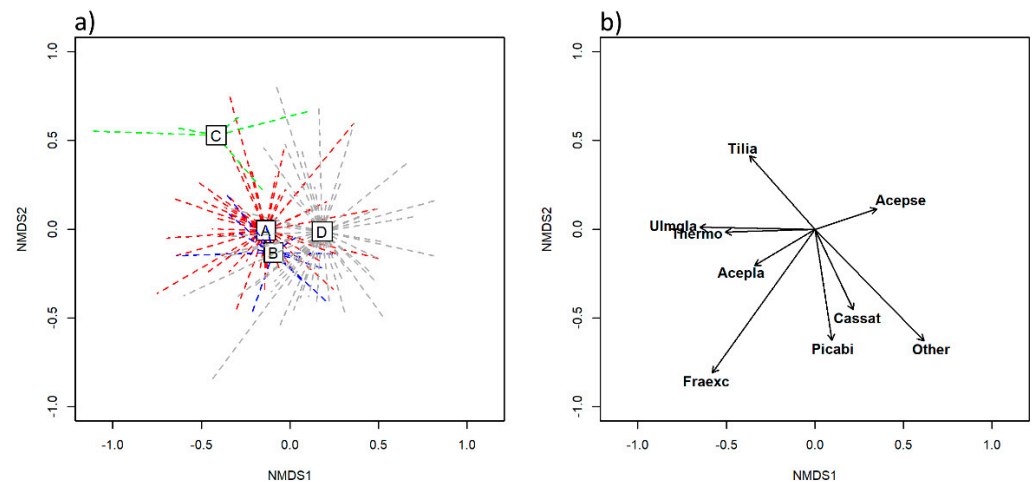 a)
1.0
0.5
0.0
-0.5
-1.0
NMDS2
C
A
B
D
-1.0 -0.5 0.0 0.5 1.0
NMDS1
b)
1.0
0.5
0.0
-0.5
-1.0
NMDS2
Tilia
Acepse
Ulmgla
Thermo
Acepla
Cassat
Picabi
Other
Fraexc
-1.0 -0.5 0.0 0.5 1.0
NMDS1